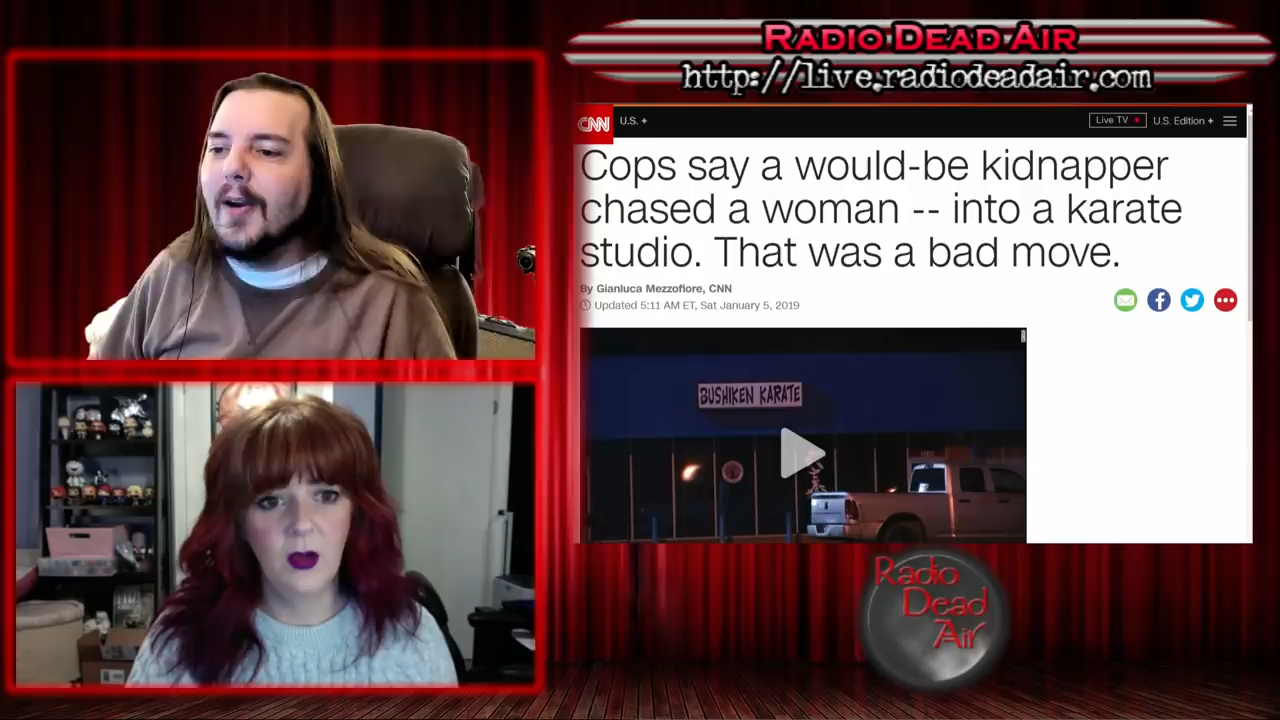 RADIO DEAD AIR
http://live.radiodeadair.com
CNN U.S. + Live TV U.S. Edition +
Cops say a would-be kidnapper
chased a woman -- into a karate
studio. That was a bad move.
By Gianluca Mezzofiore, CNN
Updated 5:11 AM ET, Sat January 5, 2019
BUSHIKEN KARATE
Radio
Dead
Air